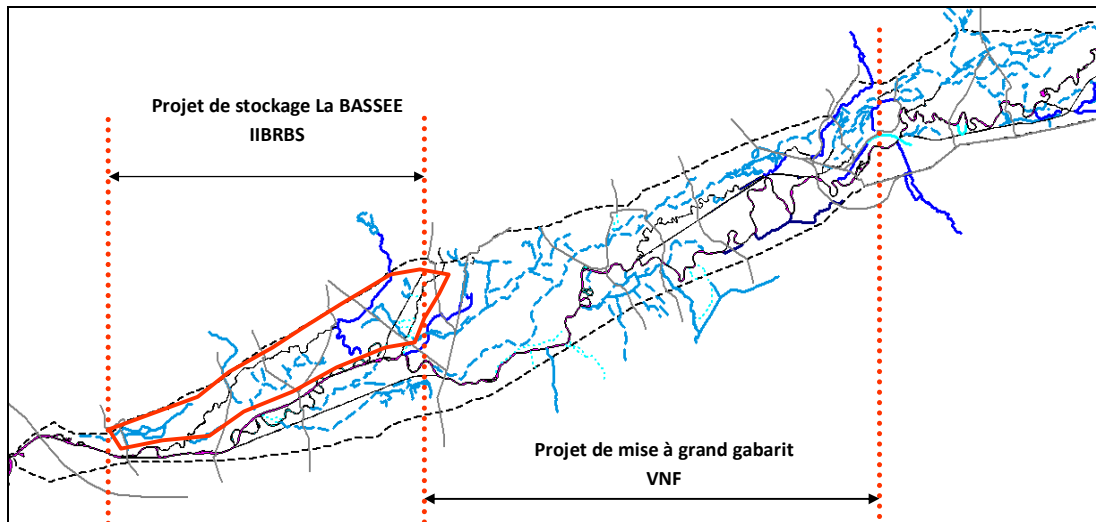 Projet de stockage La BASSEE
IIBRBS
Projet de mise à grand gabarit
VNF